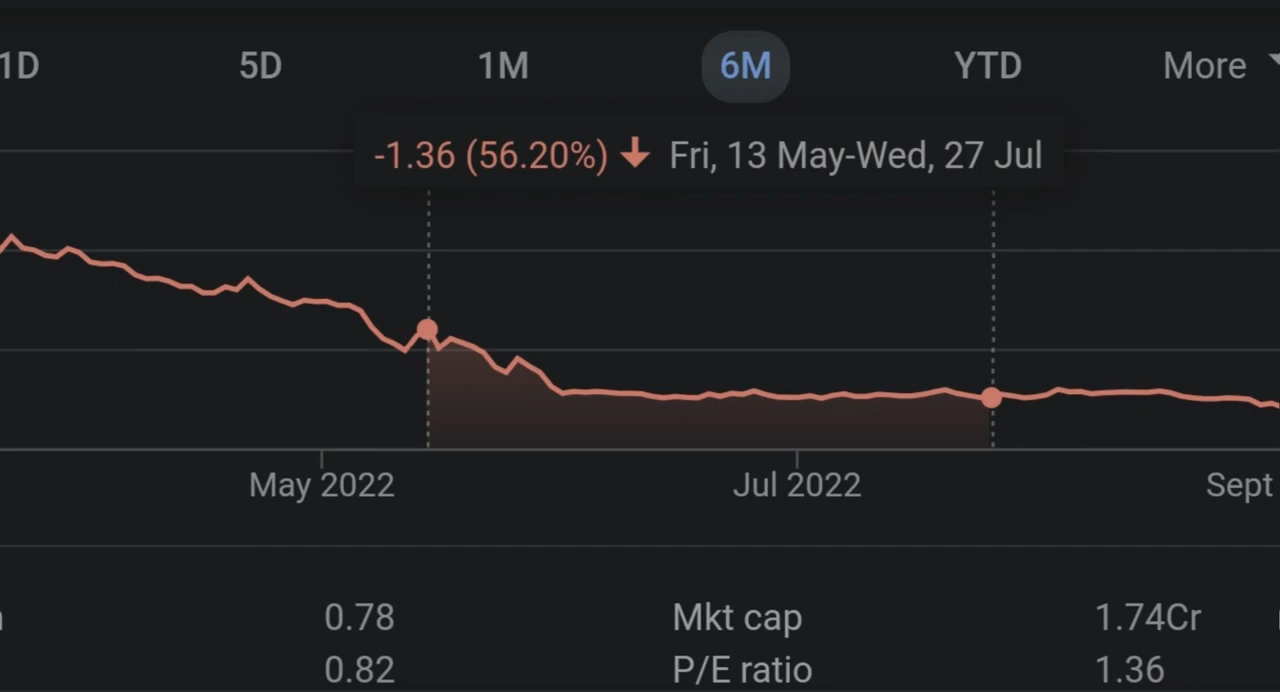 1D 5D 1M 6M YTD More
-1.36 (56.20%) Fri, 13 May-Wed, 27 Jul
May 2022 Jul 2022 Sept
0.78 Mkt cap 1.74Cr
0.82 P/E ratio 1.36